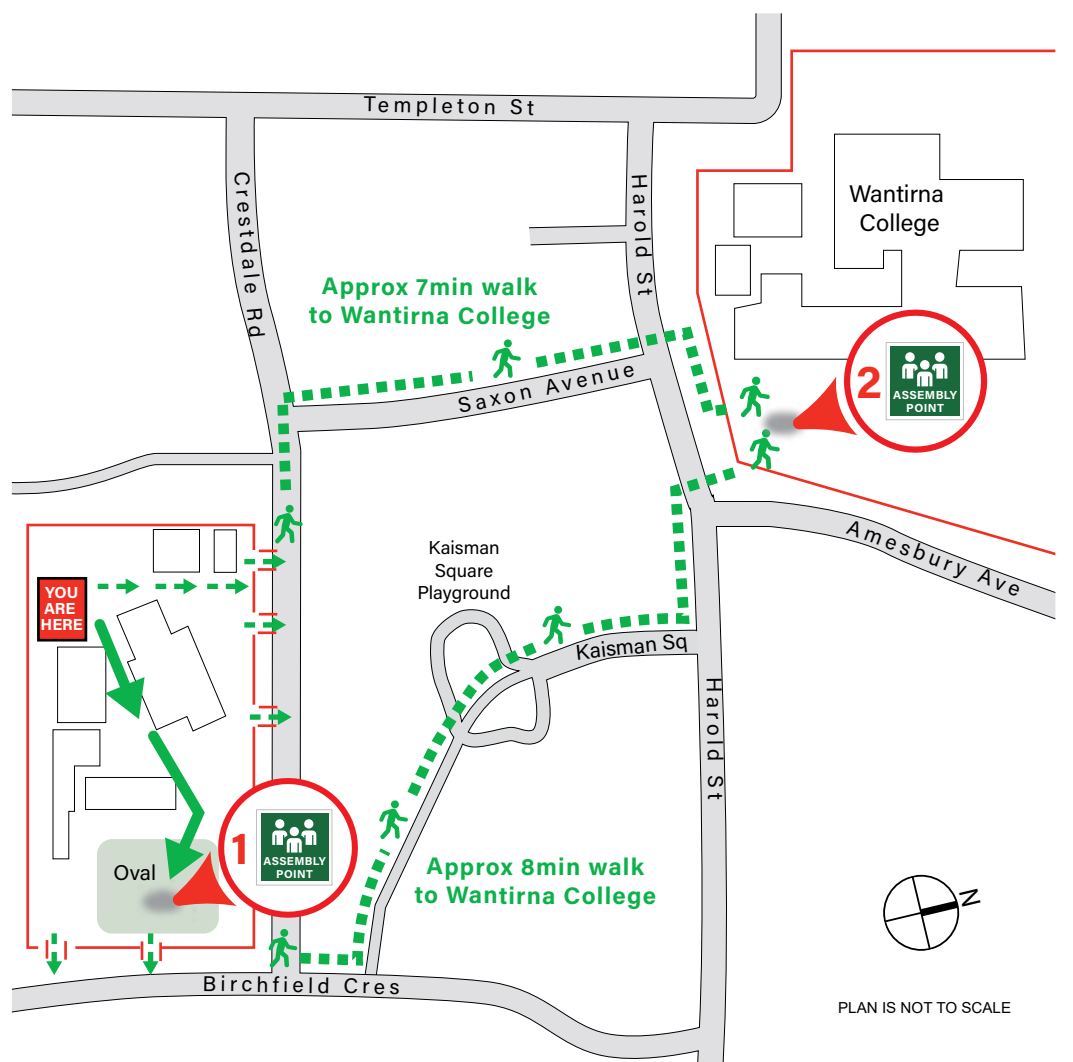 Templeton St
Crestdale Rd
Harold St
Wantirna
College
Approx 7min walk
to Wantirna College
2
ASSEMBLY
POINT
Saxon Avenue
Amesbury Ave
Kaisman
Square
Playground
YOU
ARE
HERE
Kaisman Sq
Harold St
1
ASSEMBLY
POINT
Oval
Approx 8min walk
to Wantirna College
N
Birchfield Cres
PLAN IS NOT TO SCALE